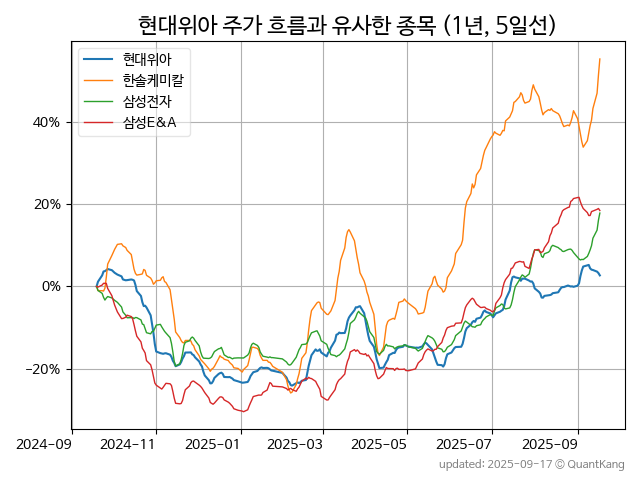 현대위아 주가 흐름과 유사한 종목 (1년, 5일선)
현대위아
한솔케미칼
삼성전자
삼성E&A
40%
20%
0%
−20%
2024-09
2024-11
2025-01
2025-03
2025-05
2025-07
2025-09
updated: 2025-09-17 © QuantKang